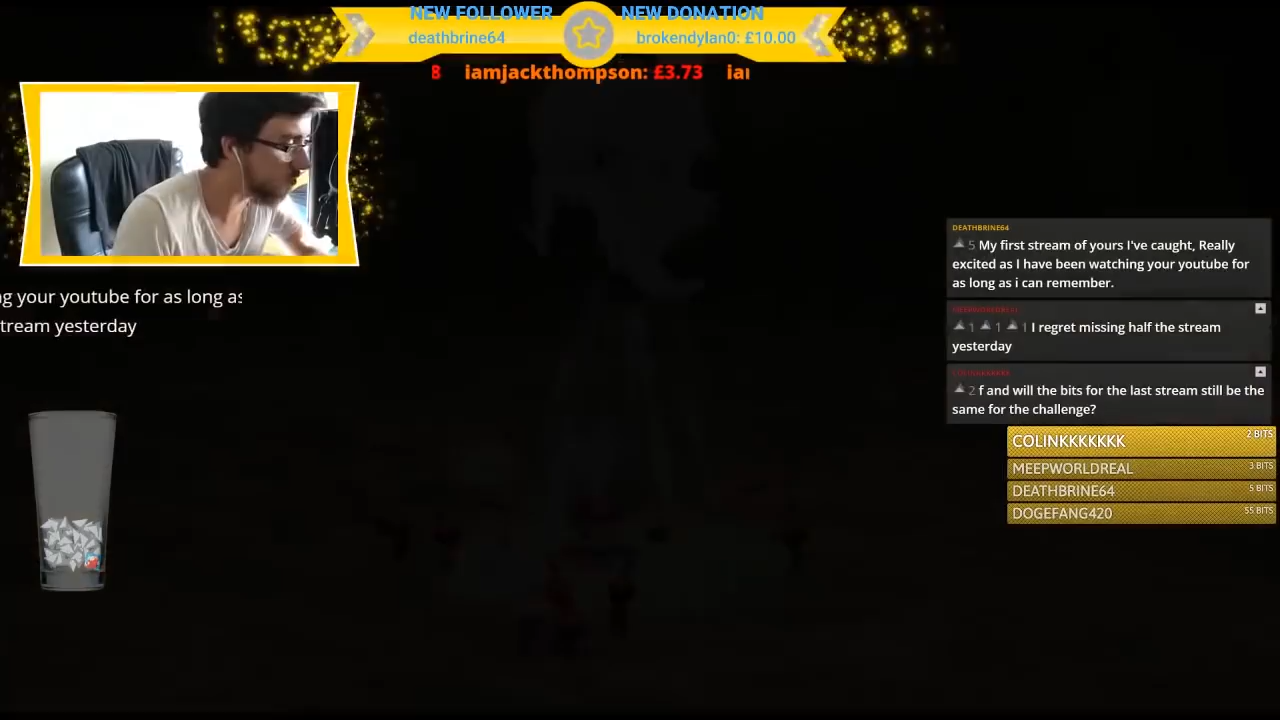 NEW FOLLOWER
NEW DONATION
deathbrine64
brokendylan0: £10.00
8 iamjackthompson: £3.73
ng your youtube for as long as
tream yesterday
DEATHBRINE64
5 My first stream of yours I've caught, Really
excited as I have been watching your youtube for
as long as i can remember.
1 1 1 I regret missing half the stream
yesterday
2 f and will the bits for the last stream still be the
same for the challenge?
COLINKKKKKKK
2 BITS
MEEPWORLDREAL
3 BITS
DEATHBRINE64
5 BITS
DOGEFANG420
55 BITS